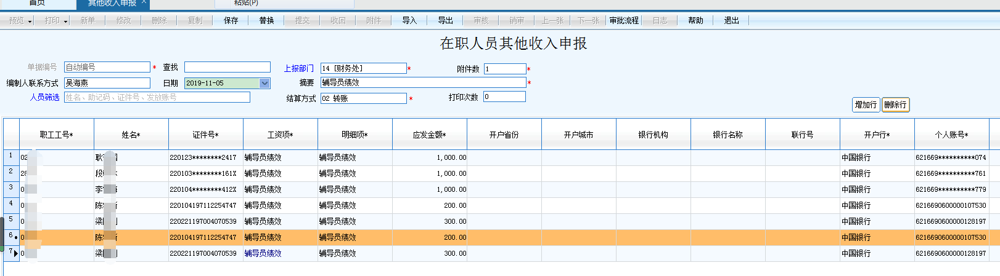 首页 其他收入申报 × 粘贴(P)
预览 打印 新单 修改 删除 复制 保存 替换 提交 收回 附件 导入 导出 审核 销审 上一张 下一张 审批流程 日志 帮助 退出
在职人员其他收入申报
单据编号 自动编号 * 查找 上报部门 14 [财务处] * 附件数 1 *
编制人联系方式 吴海燕 日期 2019-11-05 摘要 辅导员绩效 *
人员筛选 姓名、助记码、证件号、发放账号 结算方式 02 转账 * 打印次数 0
增加行 删除行
职工工号* 姓名* 证件号* 工资项* 明细项* 应发金额* 开户省份 开户城市 银行机构 银行名称 联行号 开户行* 个人账号*
1 02 耿 220123********2417 辅导员绩效 辅导员绩效 1,000.00 中国银行 621669**********074
2 28 段 220103********161X 辅导员绩效 辅导员绩效 1,000.00 中国银行 621669**********761
3 0 李 220104********412X 辅导员绩效 辅导员绩效 1,000.00 中国银行 621669**********779
4 0 陈 220104197112254747 辅导员绩效 辅导员绩效 200.00 中国银行 6216690600000107530
5 0 梁 220221197004070539 辅导员绩效 辅导员绩效 300.00 中国银行 6216690600000128197
6 0 陈 220104197112254747 辅导员绩效 辅导员绩效 200.00 中国银行 6216690600000107530
7 0 梁 220221197004070539 辅导员绩效 辅导员绩效 300.00 中国银行 6216690600000128197